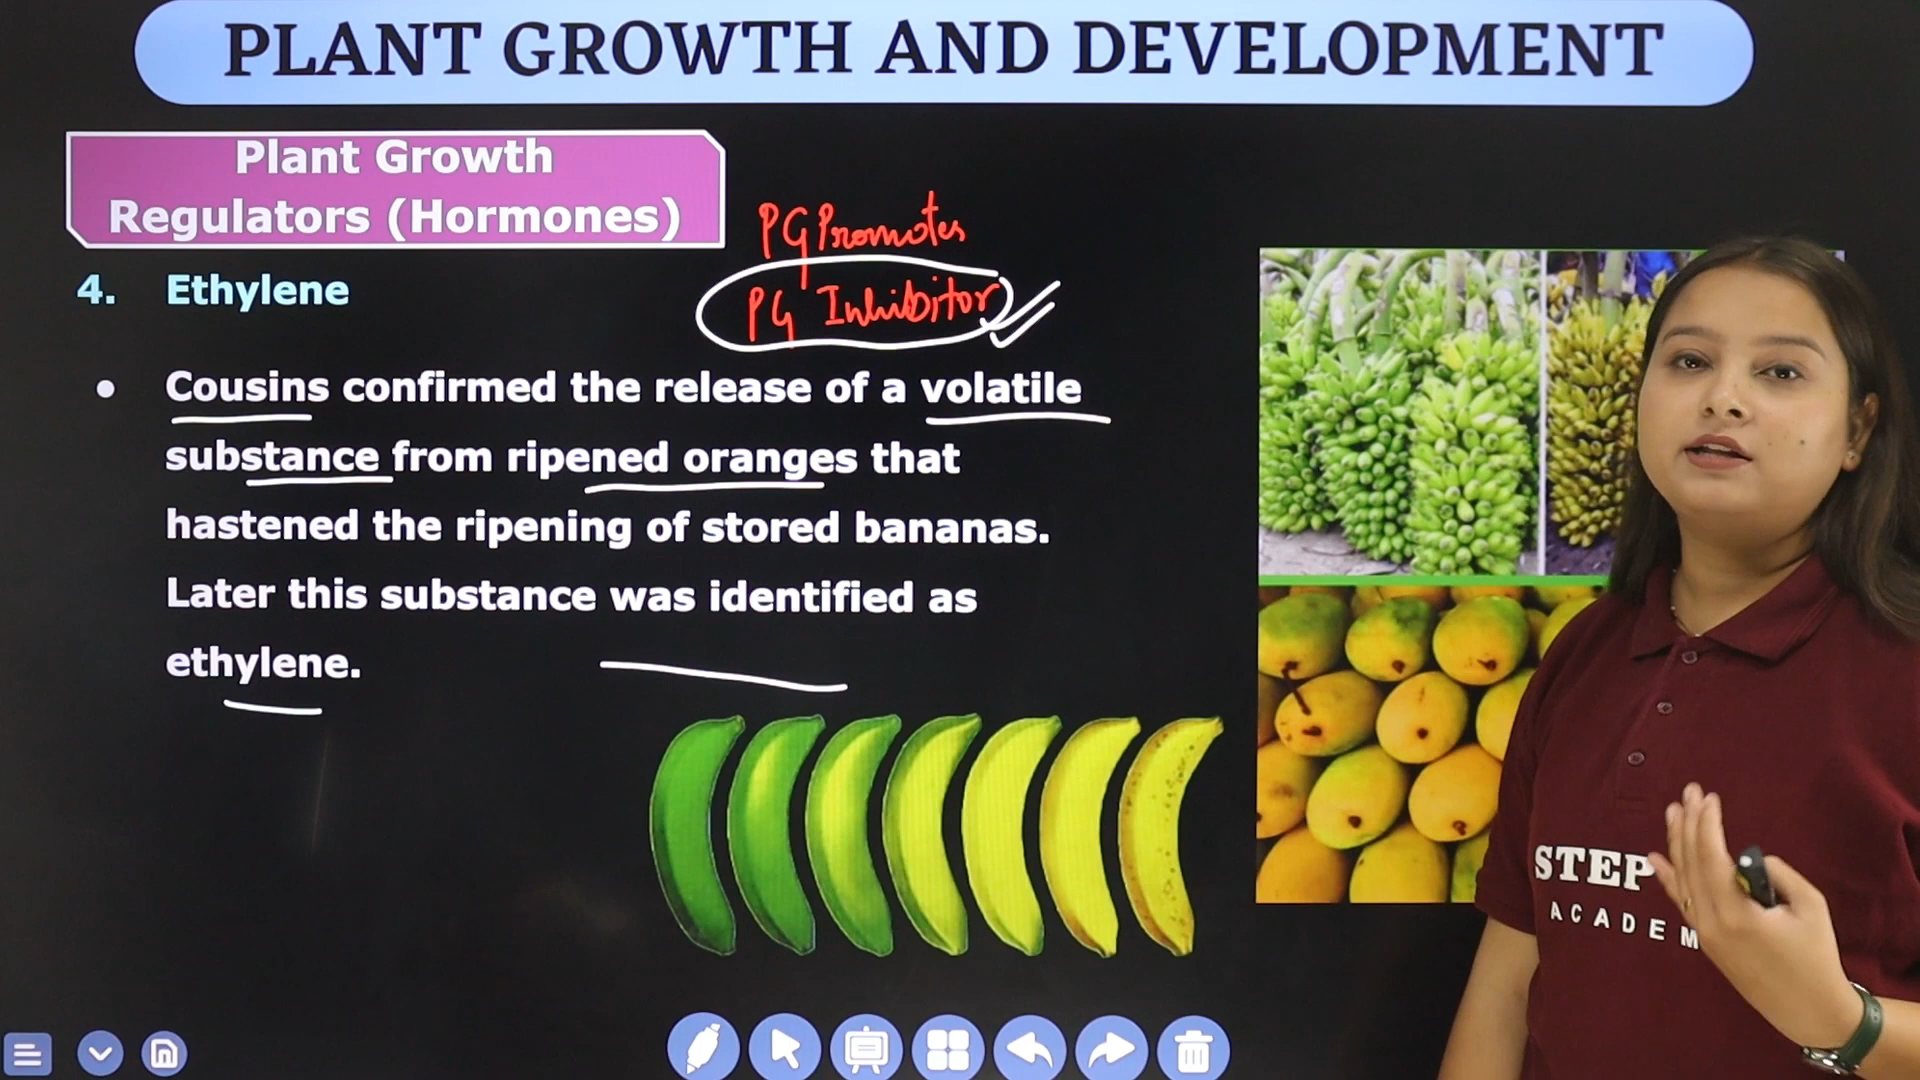 PLANT GROWTH AND DEVELOPMENT
Plant Growth
Regulators (Hormones)
PG Promotes
PG Inhibitor
4. Ethylene
• Cousins confirmed the release of a volatile
substance from ripened oranges that
hastened the ripening of stored bananas.
Later this substance was identified as
ethylene.
STEP
ACADEM